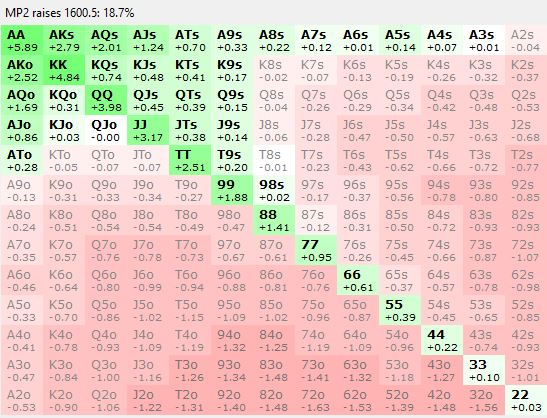 MP2 raises 1600.5: 18.7%
AA AKs AQs AJs ATs A9s A8s A7s A6s A5s A4s A3s A2s
+5.89 +2.79 +2.01 +1.24 +0.70 +0.33 +0.22 +0.12 +0.01 +0.14 +0.07 +0.01 -0.04
AKo KK KQs KJs KTs K9s K8s K7s K6s K5s K4s K3s K2s
+2.52 +4.84 +0.74 +0.48 +0.41 +0.17 -0.02 -0.07 -0.13 -0.19 -0.26 -0.32 -0.37
AQo KQo QQ QJs QTs Q9s Q8s Q7s Q6s Q5s Q4s Q3s Q2s
+1.69 +0.31 +3.98 +0.45 +0.39 +0.15 -0.04 -0.26 -0.29 -0.34 -0.42 -0.48 -0.53
AJo KJo QJo JJ JTs J9s J8s J7s J6s J5s J4s J3s J2s
+0.86 +0.03 -0.00 +3.17 +0.38 +0.14 -0.06 -0.28 -0.47 -0.50 -0.57 -0.63 -0.68
ATo KTo QTo JTo TT T9s T8s T7s T6s T5s T4s T3s T2s
+0.28 -0.05 -0.07 -0.07 +2.51 +0.20 -0.01 -0.23 -0.43 -0.62 -0.66 -0.72 -0.77
A9o K9o Q9o J9o T9o 99 98s 97s 96s 95s 94s 93s 92s
-0.13 -0.31 -0.33 -0.34 -0.27 +1.88 +0.02 -0.17 -0.37 -0.56 -0.78 -0.80 -0.85
A8o K8o Q8o J8o T8o 98o 88 87s 86s 85s 84s 83s 82s
-0.24 -0.51 -0.54 -0.54 -0.49 -0.47 +1.41 -0.12 -0.31 -0.50 -0.72 -0.93 -0.93
A7o K7o Q7o J7o T7o 97o 87o 77 76s 75s 74s 73s 72s
-0.35 -0.57 -0.76 -0.78 -0.73 -0.67 -0.61 +0.95 -0.26 -0.45 -0.66 -0.87 -1.07
A6o K6o Q6o J6o T6o 96o 86o 76o 66 65s 64s 63s 62s
-0.46 -0.64 -0.80 -0.99 -0.94 -0.88 -0.81 -0.76 +0.61 -0.37 -0.57 -0.78 -0.98
A5o K5o Q5o J5o T5o 95o 85o 75o 65o 55 54s 53s 52s
-0.33 -0.70 -0.86 -1.02 -1.15 -1.09 -1.02 -0.96 -0.87 +0.39 -0.45 -0.65 -0.85
A4o K4o Q4o J4o T4o 94o 84o 74o 64o 54o 44 43s 42s
-0.41 -0.78 -0.93 -1.09 -1.19 -1.32 -1.25 -1.19 -1.09 -0.96 +0.22 -0.74 -0.93
A3o K3o Q3o J3o T3o 93o 83o 73o 63o 53o 43o 33 32s
-0.47 -0.84 -1.00 -1.16 -1.26 -1.34 -1.48 -1.41 -1.32 -1.18 -1.27 +0.10 -1.01
A2o K2o Q2o J2o T2o 92o 82o 72o 62o 52o 42o 32o 22
-0.53 -0.90 -1.06 -1.22 -1.31 -1.40 -1.48 -1.63 -1.53 -1.39 -1.48 -1.56 +0.03